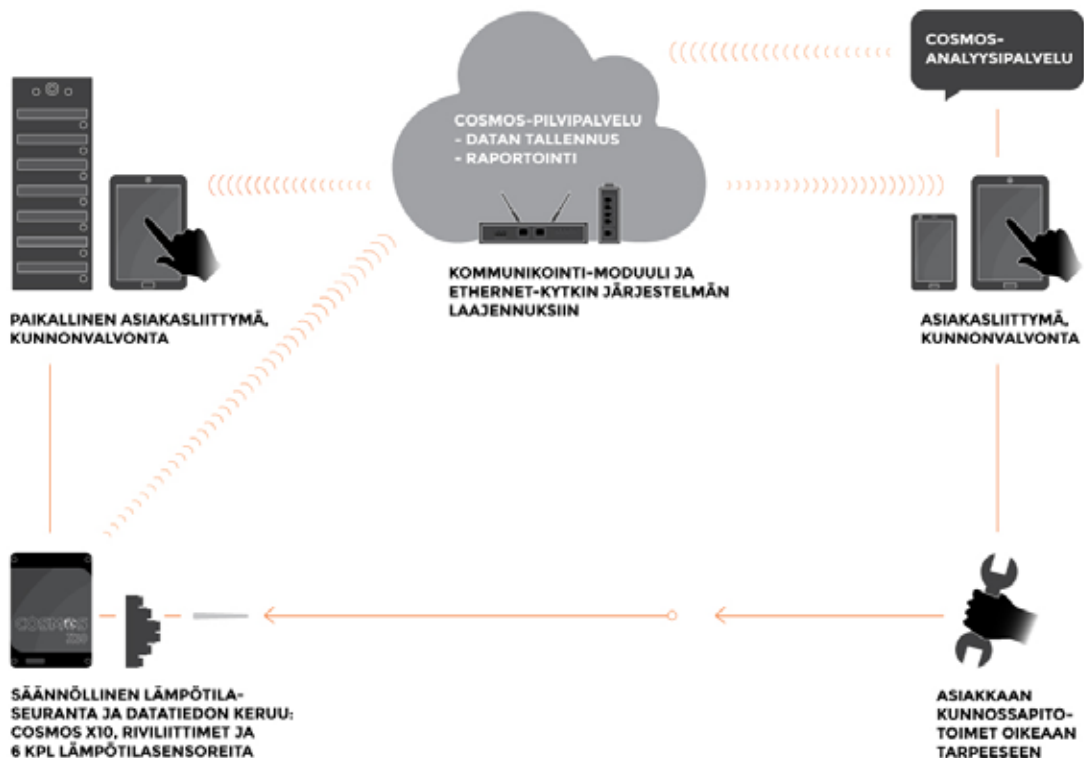 COSMOS-
ANALYYSIPALVELU
COSMOS-PILVIPALVELU
- DATAN TALLENNUS
- RAPORTOINTI
KOMMUNIKOINTI-MODUULI JA
ETHERNET-KYTKIN JÄRJESTELMÄN
LAAJENNUKSIIN
PAIKALLINEN ASIAKASLIITTYMÄ,
KUNNONVALVONTA
ASIAKASLIITTYMÄ,
KUNNONVALVONTA
COSMOS
SÄÄNNÖLLINEN LÄMPÖTILA-
SEURANTA JA DATATIEDON KERUU:
COSMOS X10, RIVILIITTIMET JA
6 KPL LÄMPÖTILASENSOREITA
ASIAKKAAN
KUNNOSSAPITO-
TOIMET OIKEAAN
TARPEESEEN